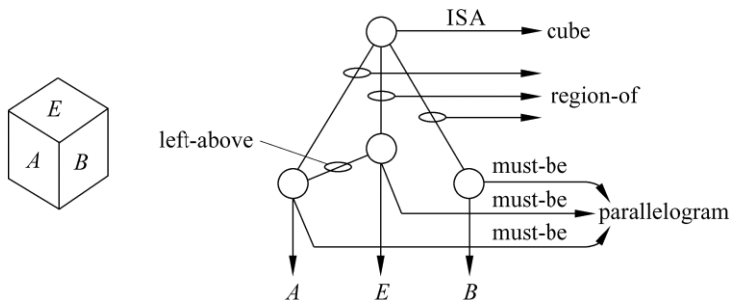 ISA
cube
E
region-of
A
B
left-above
must-be
must-be
parallelogram
must-be
A
E
B